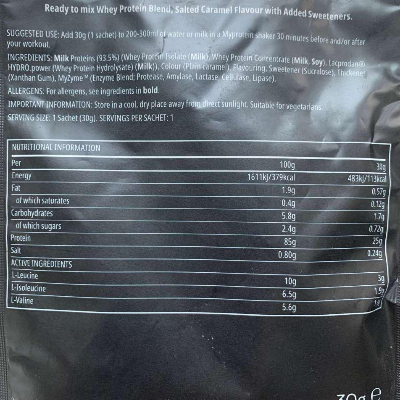 Ready to mix Whey Protein Blend, Salted Caramel Flavour with Added Sweeteners.
SUGGESTED USE: Add 30g (1 sachet) to 200-300ml of water or milk in a Myprotein shaker 30 minutes before and/or after
your workout.
INGREDIENTS: Milk Proteins (93.5%) (Whey Protein Isolate (Milk), Whey Protein Concentrate (Milk, Soy), Lacprodan®
HYDRO.power (Whey Protein Hydrolysate) (Milk)), Colour (Plain caramel), Flavouring, Sweetener (Sucralose), Thickener
(Xanthan Gum), MyZyme™ (Enzyme Blend; Protease, Amylase, Lactase, Cellulase, Lipase).
ALLERGENS: For allergens, see ingredients in bold.
IMPORTANT INFORMATION: Store in a cool, dry place away from direct sunlight. Suitable for vegetarians.
SERVING SIZE: 1 Sachet (30g). SERVINGS PER SACHET: 1
NUTRITIONAL INFORMATION
Per 100g 30g
Energy 1611kJ/379kcal 483kJ/113kcal
Fat 1.9g 0.57g
of which saturates 0.4g 0.12g
Carbohydrates 5.8g 1.7g
of which sugars 2.4g 0.72g
Protein 85g 25g
Salt 0.80g 0.24g
ACTIVE INGREDIENTS
L-Leucine 10g 3g
L-Isoleucine 6.5g 1.9g
L-Valine 5.6g
30g e